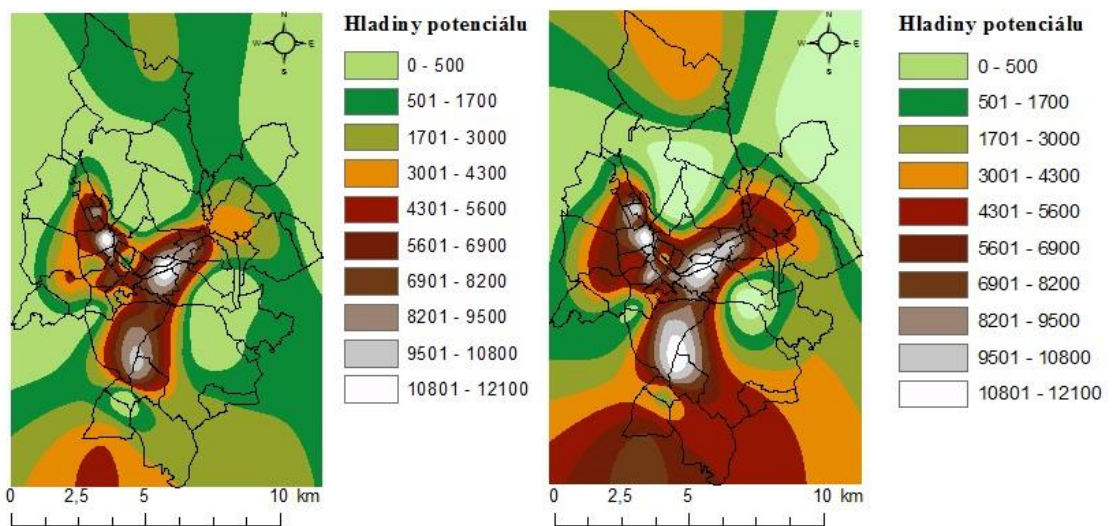 Hladiny potenciálu
0 - 500
501 - 1700
1701 - 3000
3001 - 4300
4301 - 5600
5601 - 6900
6901 - 8200
8201 - 9500
9501 - 10800
10801 - 12100
N
W E
S
0 2,5 5 10 km
Hladiny potenciálu
0 - 500
501 - 1700
1701 - 3000
3001 - 4300
4301 - 5600
5601 - 6900
6901 - 8200
8201 - 9500
9501 - 10800
10801 - 12100
N
W E
S
0 2,5 5 10 km